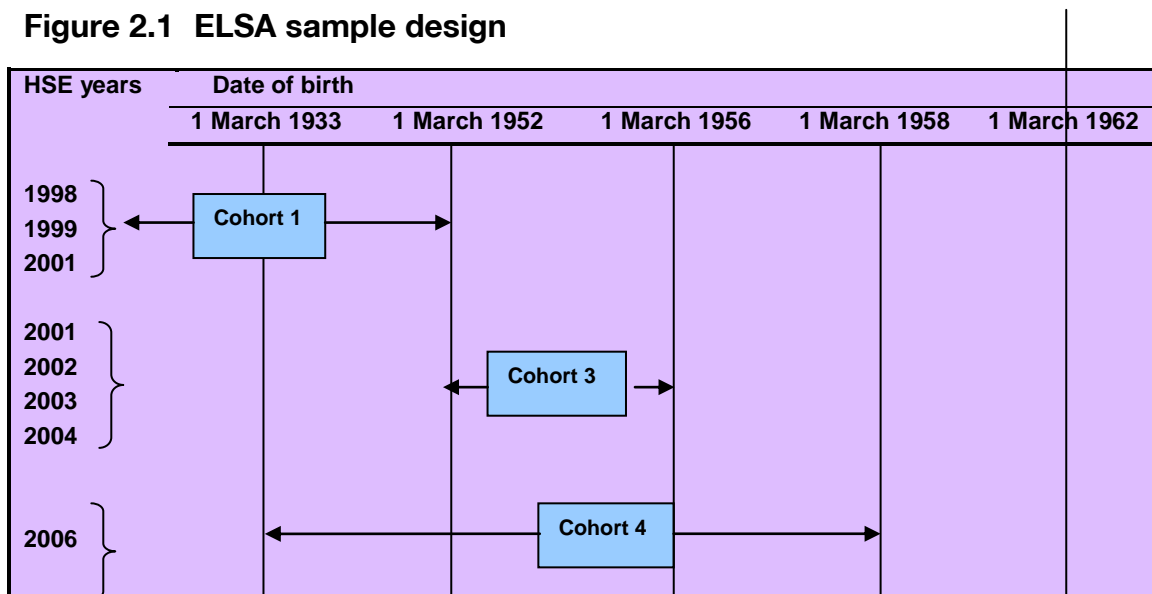 Figure 2.1 ELSA sample design
HSE years Date of birth
1 March 1933 1 March 1952 1 March 1956 1 March 1958 1 March 1962
1998
Cohort 1
1999
2001
2001
2002
Cohort 3
2003
2004
Cohort 4
2006